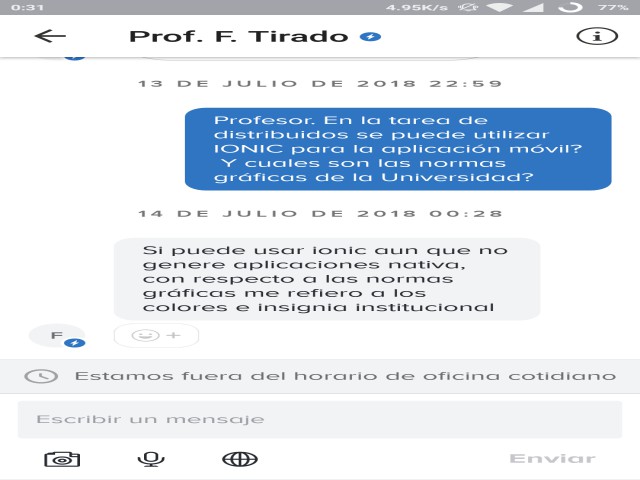 0:31 4.95K/s 77%
Prof. F. Tirado
13 DE JULIO DE 2018 22:59
Profesor. En la tarea de
distribuidos se puede utilizar
IONIC para la aplicación móvil?
Y cuales son las normas
gráficas de la Universidad?
14 DE JULIO DE 2018 00:28
Si puede usar ionic aun que no
genere aplicaciones nativa,
con respecto a las normas
gráficas me refiero a los
colores e insignia institucional
F
Estamos fuera del horario de oficina cotidiano
Escribir un mensaje
Enviar